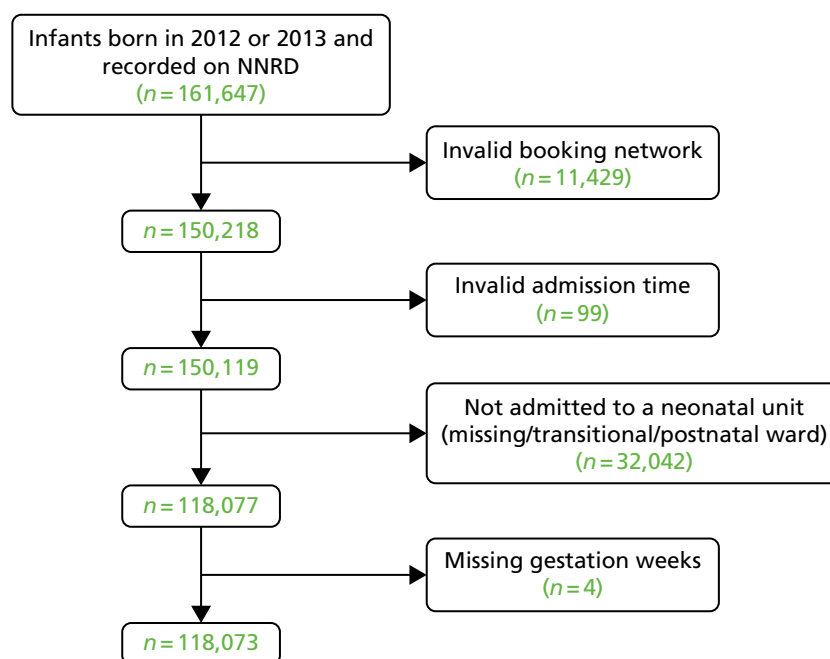 Infants born in 2012 or 2013 and
recorded on NNRD
(n = 161,647)
Invalid booking network
(n = 11,429)
n = 150,218
Invalid admission time
(n = 99)
n = 150,119
Not admitted to a neonatal unit
(missing/transitional/postnatal ward)
(n = 32,042)
n = 118,077
Missing gestation weeks
(n = 4)
n = 118,073